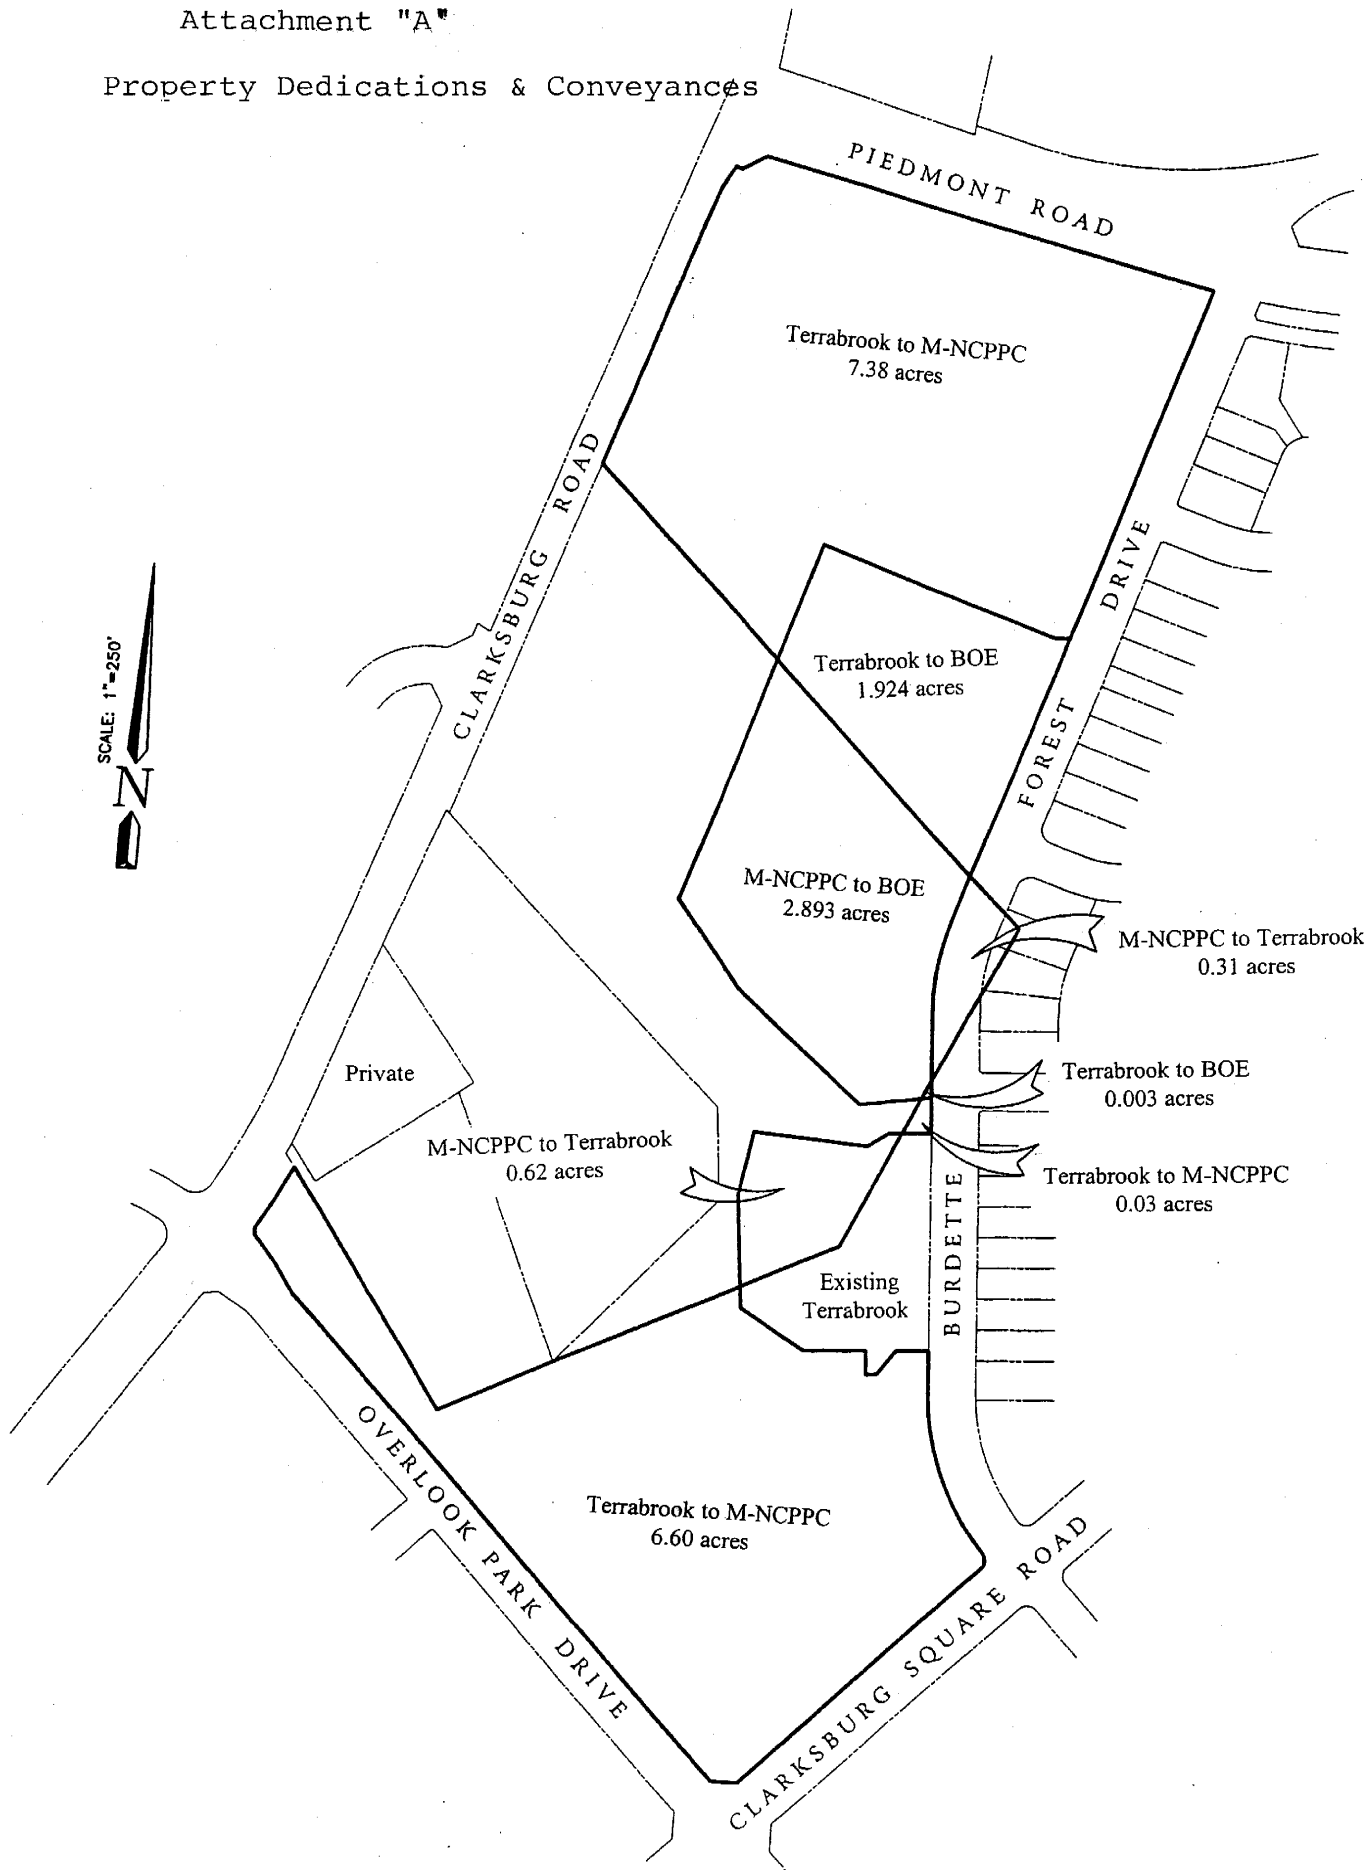 Attachment "A"
Property Dedications & Conveyances
PIEDMONT ROAD
Terrabrook to M-NCPPC
7.38 acres
CLARKSBURG ROAD
FOREST DRIVE
SCALE: 1"=250'
N
Terrabrook to BOE
1.924 acres
M-NCPPC to BOE
2.893 acres
M-NCPPC to Terrabrook
0.31 acres
Private
Terrabrook to BOE
0.003 acres
M-NCPPC to Terrabrook
0.62 acres
Terrabrook to M-NCPPC
0.03 acres
BURDETTE
Existing
Terrabrook
OVERLOOK PARK DRIVE
Terrabrook to M-NCPPC
6.60 acres
CLARKSBURG SQUARE ROAD